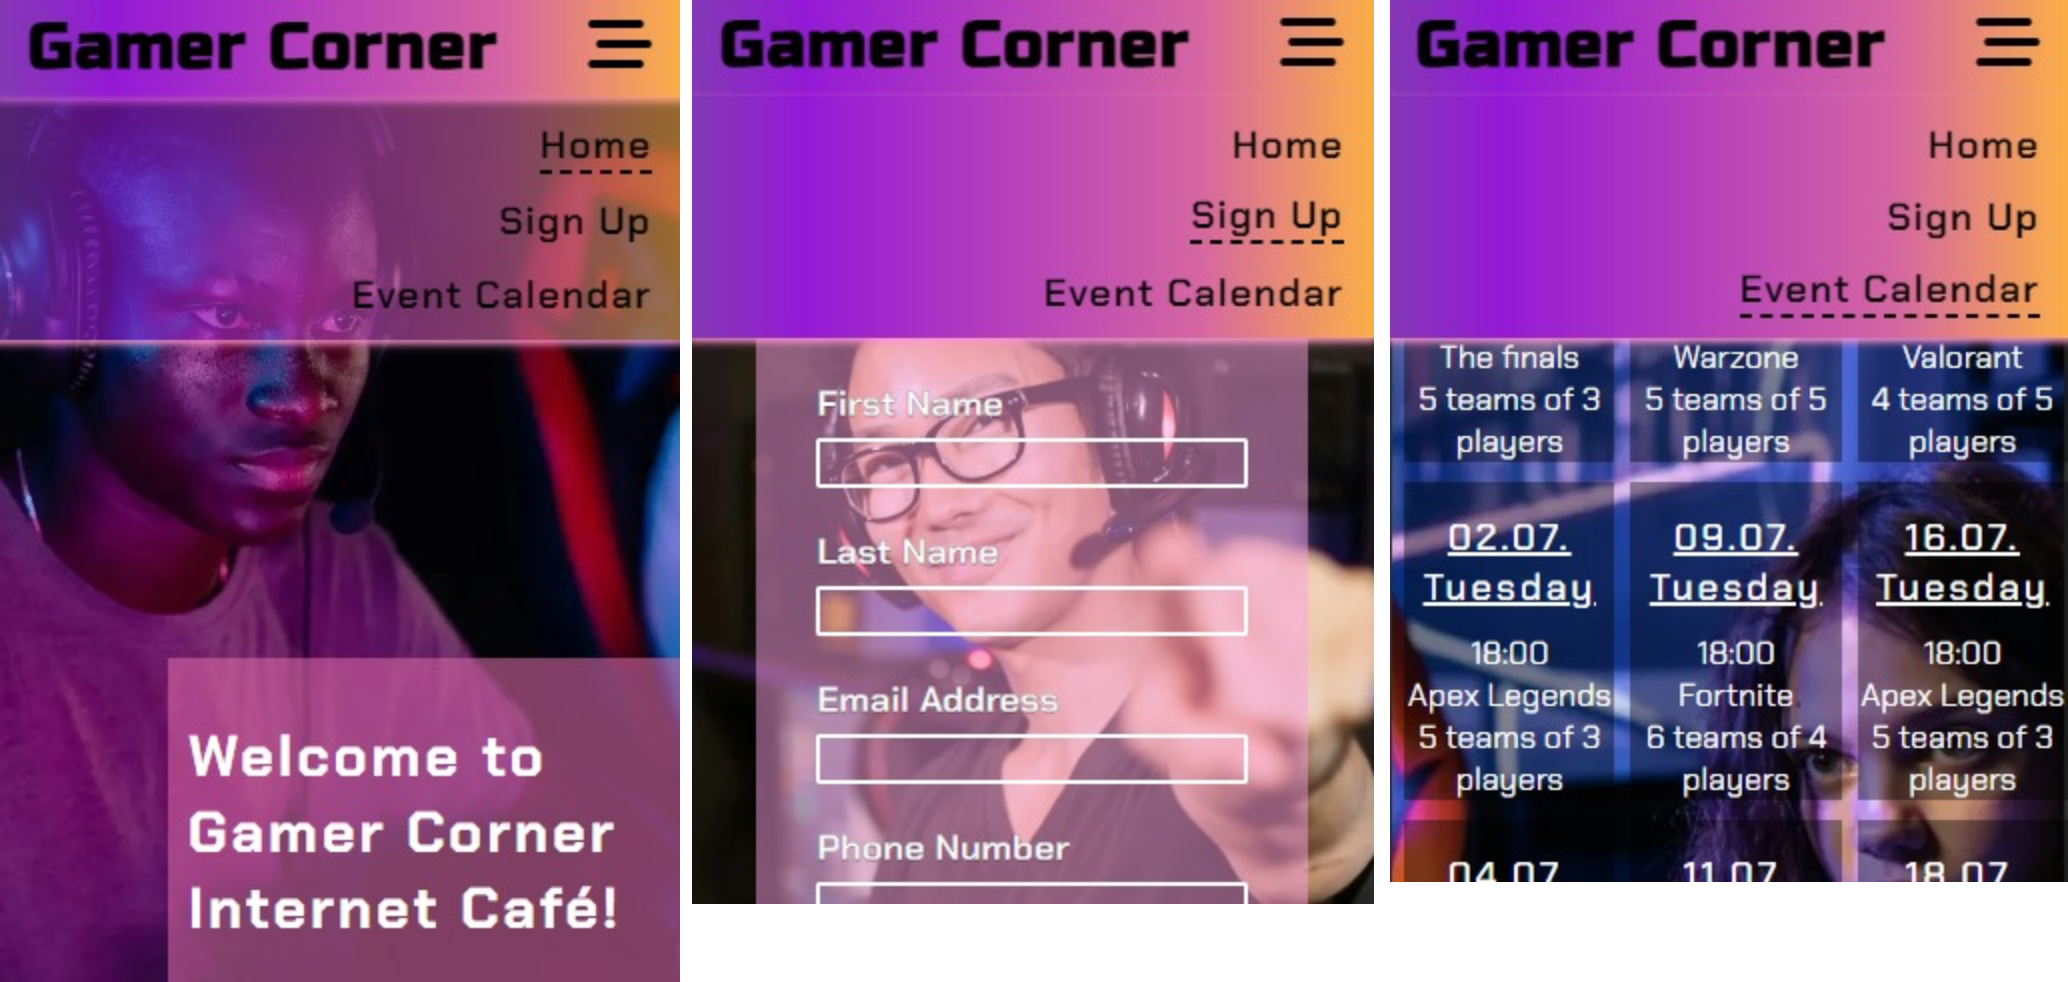 Gamer Corner
Home
Sign Up
Event Calendar
Welcome to
Gamer Corner
Internet Café!
Gamer Corner
Home
Sign Up
Event Calendar
First Name
Last Name
Email Address
Phone Number
Gamer Corner
Home
Sign Up
Event Calendar
The finals
5 teams of 3
players
Warzone
5 teams of 5
players
Valorant
4 teams of 5
players
02.07.
Tuesday
18:00
Apex Legends
5 teams of 3
players
09.07.
Tuesday
18:00
Fortnite
6 teams of 4
players
16.07.
Tuesday
18:00
Apex Legends
5 teams of 3
players
04.07
11.07
18.07